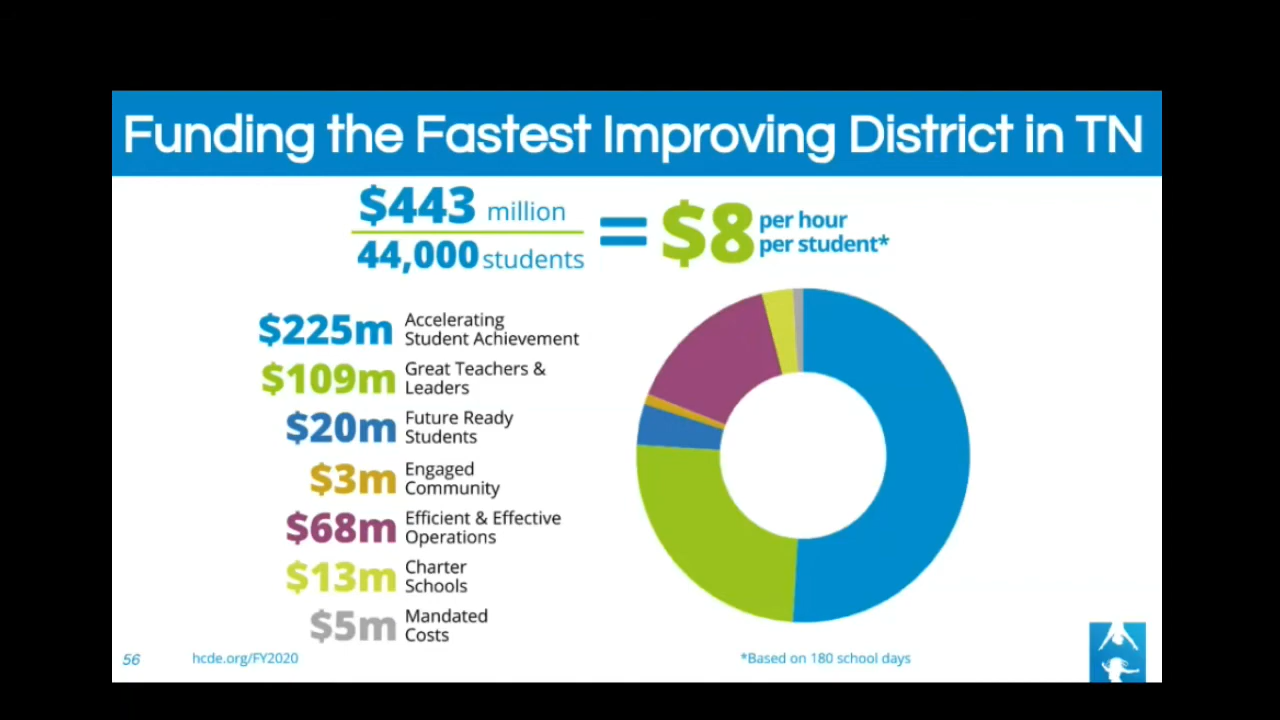 Funding the Fastest Improving District in TN
$443 million
44,000 students
=
$8
per hour
per student*
$225m
Accelerating
Student Achievement
$109m
Great Teachers &
Leaders
$20m
Future Ready
Students
$3m
Engaged
Community
$68m
Efficient & Effective
Operations
$13m
Charter
Schools
$5m
Mandated
Costs
56
hcde.org/FY2020
*Based on 180 school days